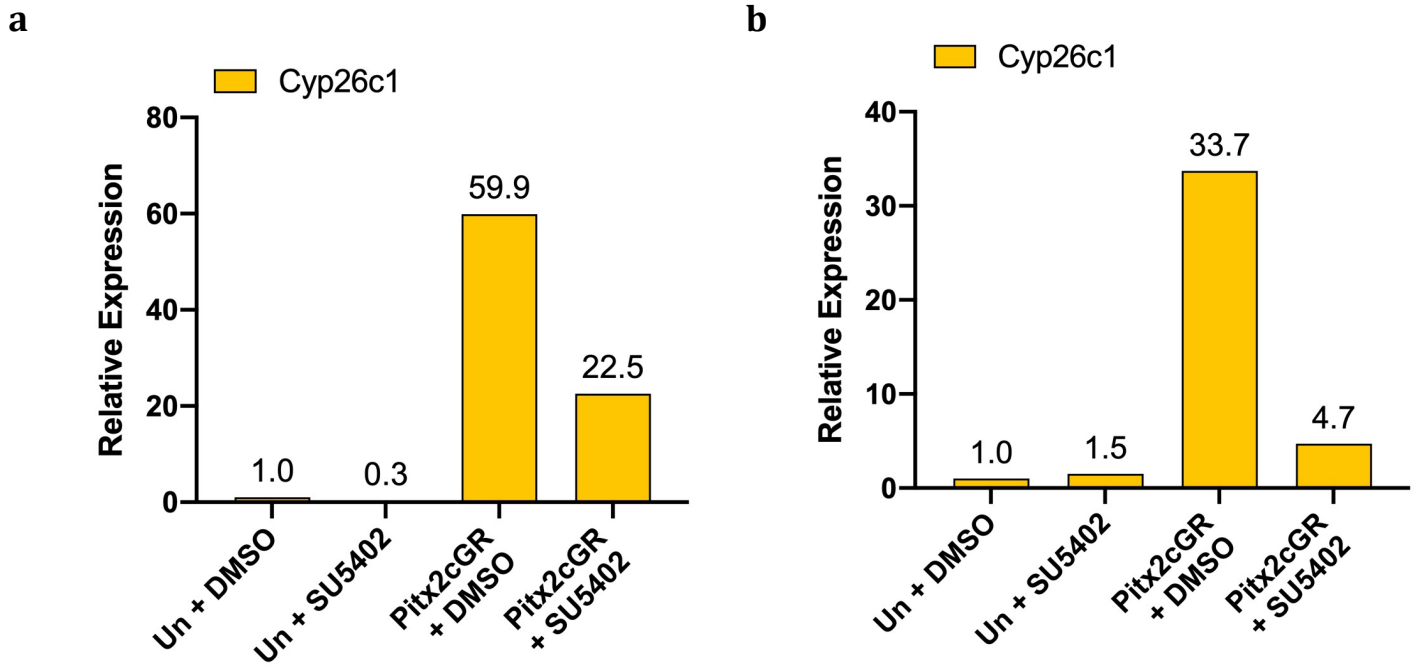 a
Cyp26c1
Relative Expression
80
60
40
20
0
1.0
0.3
59.9
22.5
Un + DMSO
Un + SU5402
Pitx2cGR
+ DMSO
Pitx2cGR
+ SU5402
b
Cyp26c1
Relative Expression
40
30
20
10
0
1.0
1.5
33.7
4.7
Un + DMSO
Un + SU5402
Pitx2cGR
+ DMSO
Pitx2cGR
+ SU5402